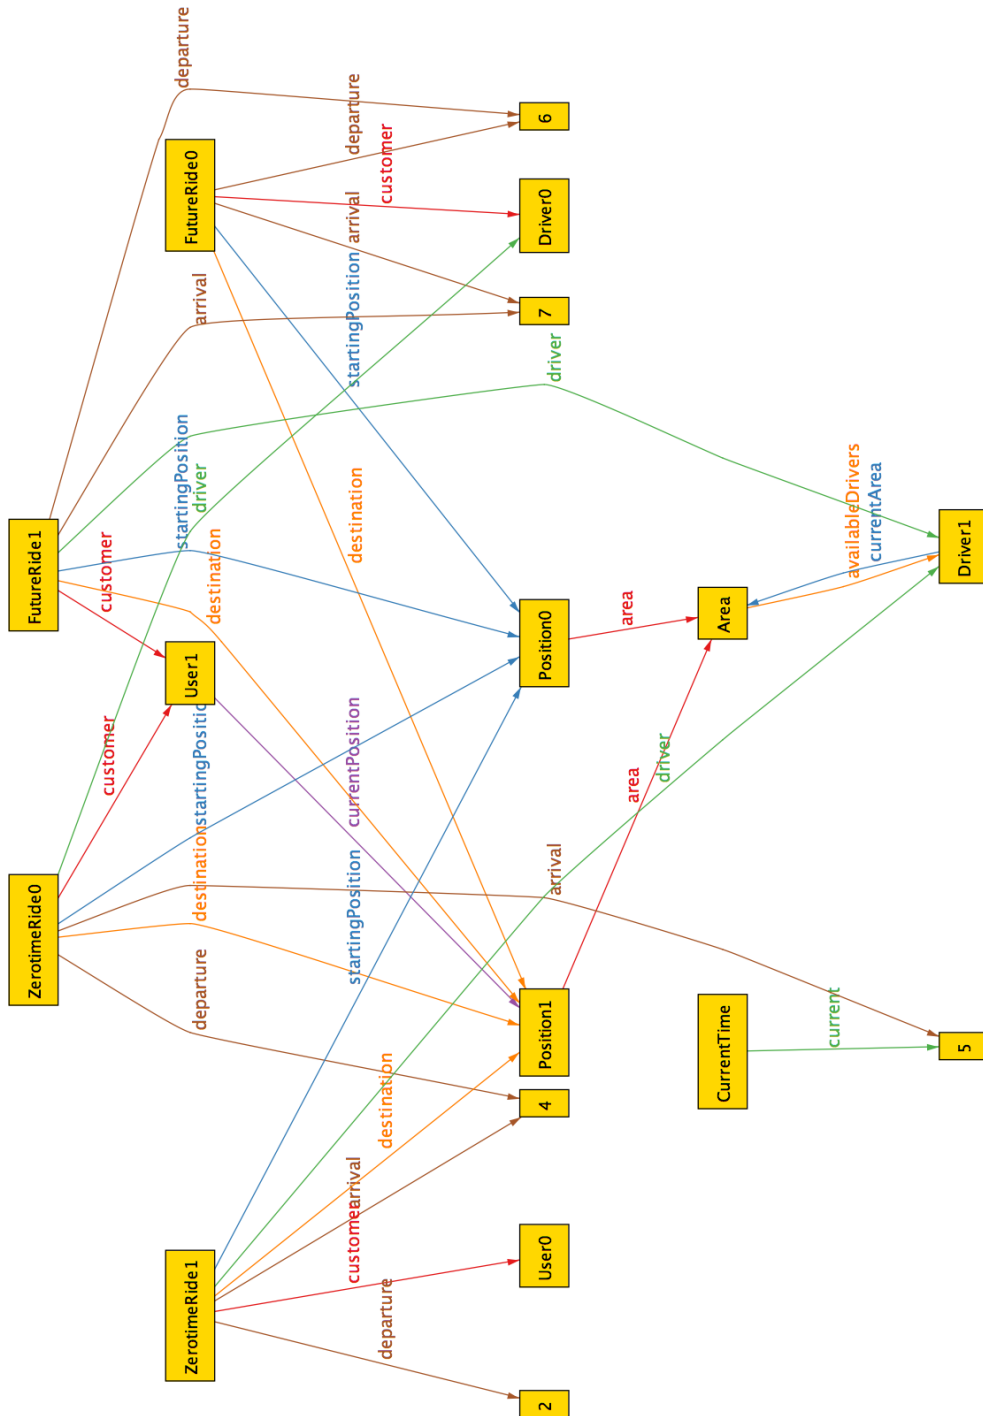 ZerotimeRide0
FutureRide1
customer
customer
departure
departure
destination
startingPositio
destination
driver
startingPosition
arrival
ZerotimeRide1
User1
FutureRide0
departure
customer
arrival
destination
startingPosition
currentPosition
destination
startingPosition
arrival
customer
departure
2
User0
4
Position1
Position0
7
Driver0
6
arrival
driver
area
area
driver
CurrentTime
Area
current
availableDrivers
currentArea
5
Driver1